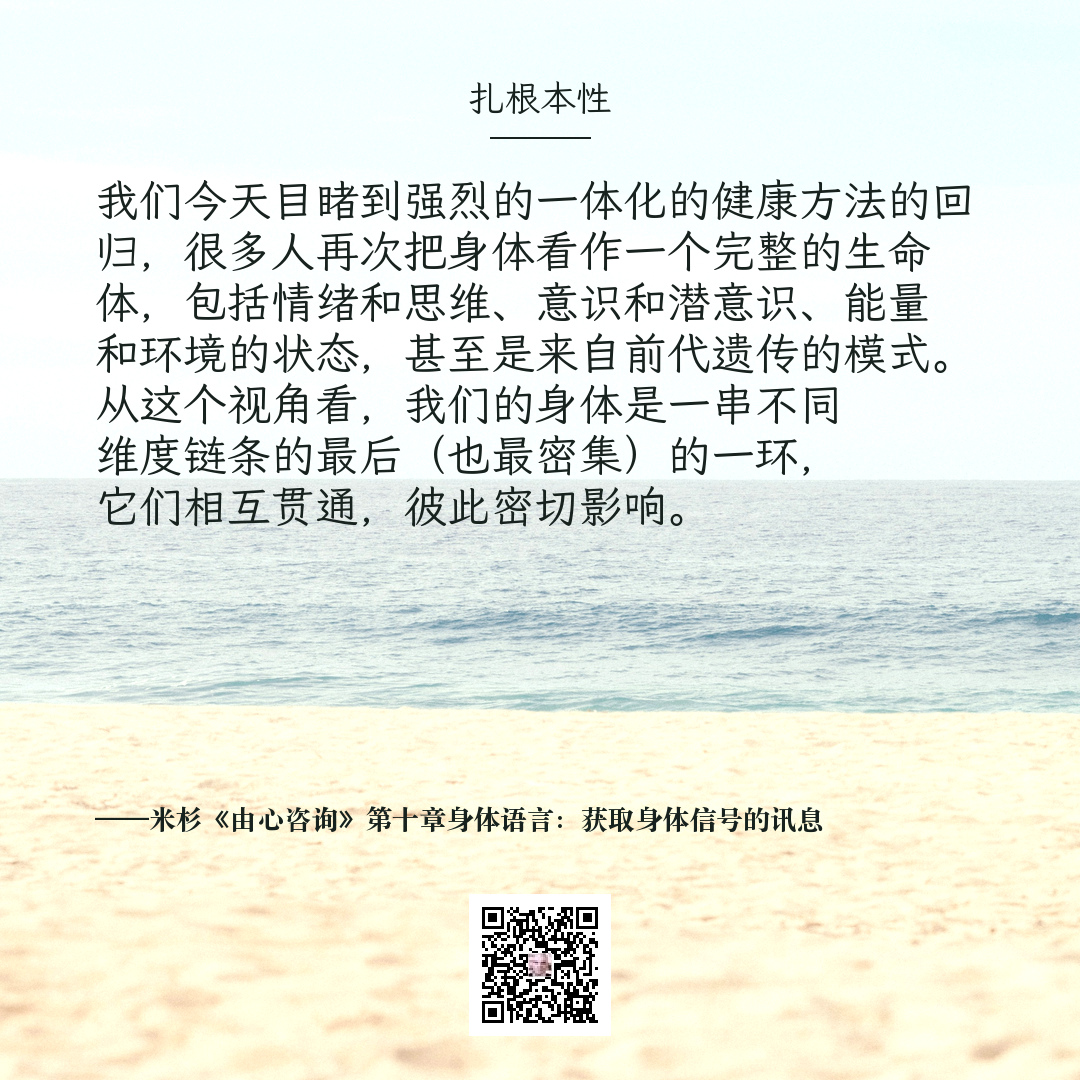 扎根本性
我们今天目睹到强烈的一体化的健康方法的回
归，很多人再次把身体看作一个完整的生命
体，包括情绪和思维、意识和潜意识、能量
和环境的状态，甚至是来自前代遗传的模式。
从这个视角看，我们的身体是一串不同
维度链条的最后（也最密集）的一环，
它们相互贯通，彼此密切影响。
——米杉《由心咨询》第十章身体语言：获取身体信号的讯息